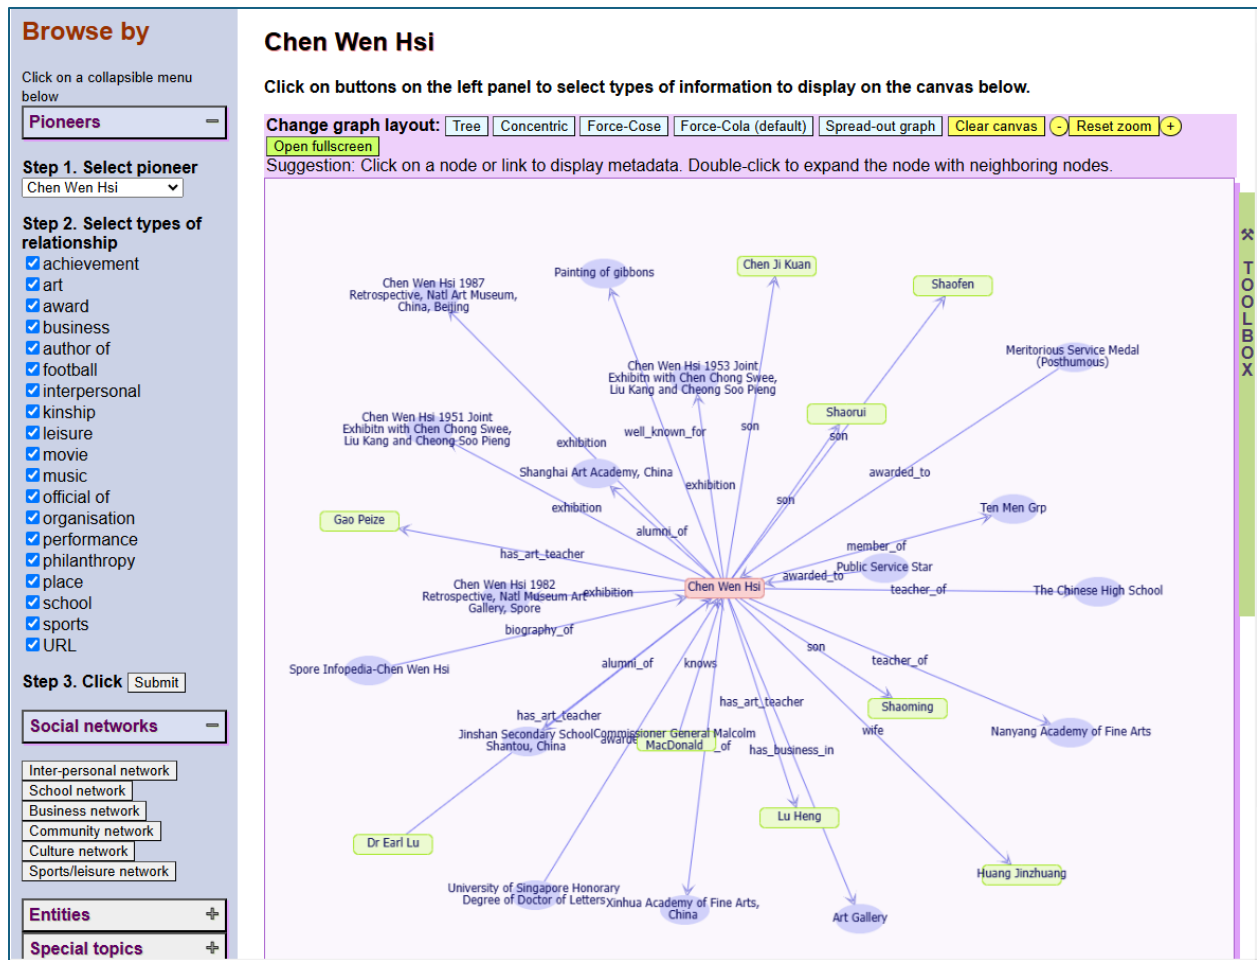 Browse by
Click on a collapsible menu
below
Pioneers
Step 1. Select pioneer
Chen Wen Hsi
Step 2. Select types of
relationship
achievement
art
award
business
author of
football
interpersonal
kinship
leisure
movie
music
official of
organisation
performance
philanthropy
place
school
sports
URL
Step 3. Click Submit
Social networks
Inter-personal network
School network
Business network
Community network
Culture network
Sports/leisure network
Entities
Special topics
Chen Wen Hsi
Click on buttons on the left panel to select types of information to display on the canvas below.
Change graph layout: Tree Concentric Force-Cose Force-Cola (default) Spread-out graph Clear canvas - Reset zoom +
Open fullscreen
Suggestion: Click on a node or link to display metadata. Double-click to expand the node with neighboring nodes.
TOOLBOX
Chen Ji Kuan
Painting of gibbons
Chen Wen Hsi 1987
Retrospective, Natl Art Museum,
China, Beijing
Shaofen
Meritorious Service Medal
(Posthumous)
Chen Wen Hsi 1953 Joint
Exhibitn with Chen Chong Swee,
Liu Kang and Cheong Soo Pieng
Shaorui
Chen Wen Hsi 1951 Joint
Exhibitn with Chen Chong Swee,
Liu Kang and Cheong Soo Pieng
well_known_for
son
son
exhibition
Shanghai Art Academy, China
awarded_to
exhibition
son
exhibition
Ten Men Grp
Gao Peize
alumni_of
member_of
has_art_teacher
Public Service Star
awarded_to
Chen Wen Hsi 1982
Retrospective, Natl Museum Art
Gallery, Spore
exhibition
Chen Wen Hsi
teacher_of
The Chinese High School
biography_of
son
Spore Infopedia-Chen Wen Hsi
alumni_of
knows
teacher_of
has_art_teacher
Shaoming
has_art_teacher
wife
Nanyang Academy of Fine Arts
Jinshan Secondary School
Shantou, China
Commissioner General Malcolm
MacDonald
_of
has_business_in
Lu Heng
Dr Earl Lu
Huang Jinzhuang
University of Singapore Honorary
Degree of Doctor of Letters
Xinhua Academy of Fine Arts,
China
Art Gallery